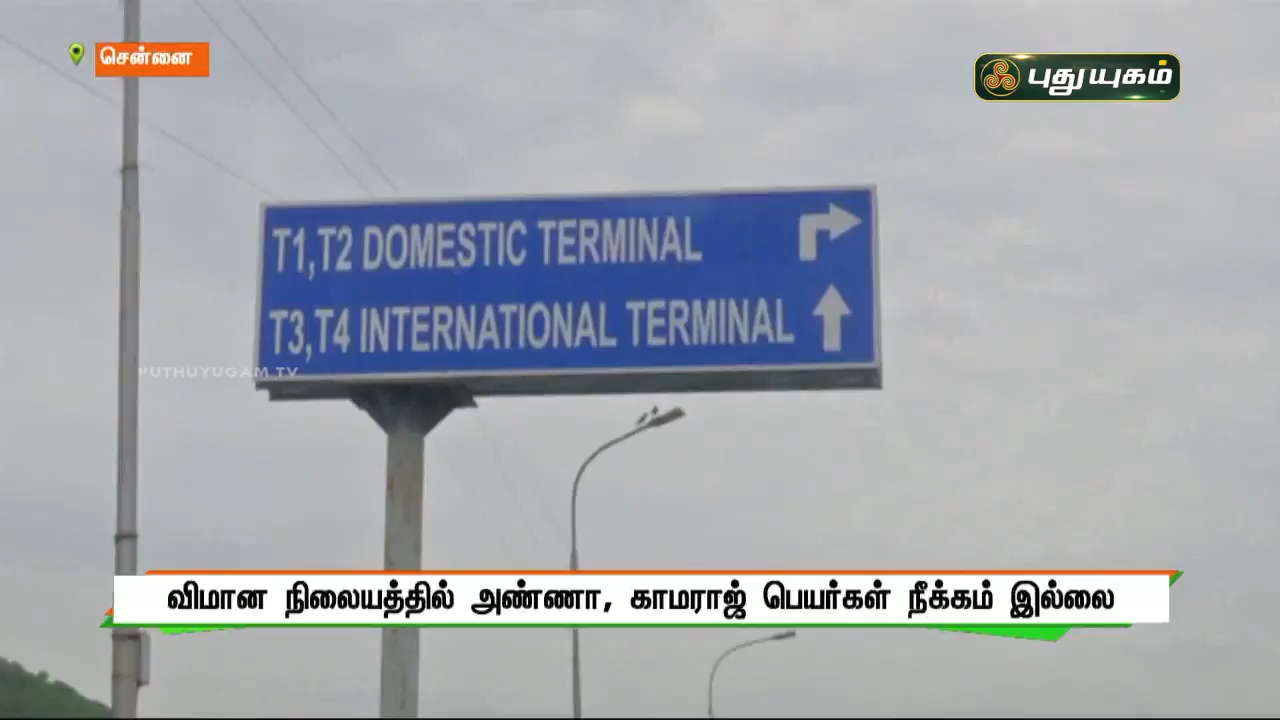 சென்னை
புதுயுகம்
T1,T2 DOMESTIC TERMINAL
T3,T4 INTERNATIONAL TERMINAL
PUTHUYUGAM TV
விமான நிலையத்தில் அண்ணா, காமராஜ் பெயர்கள் நீக்கம் இல்லை